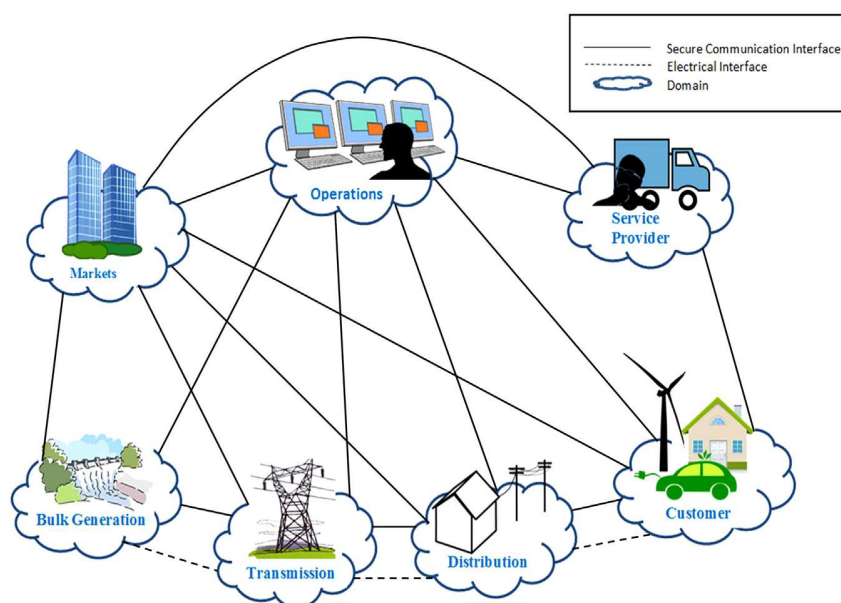 Secure Communication Interface
Electrical Interface
Domain
Operations
Service
Provider
Markets
Bulk Generation
Transmission
Distribution
Customer